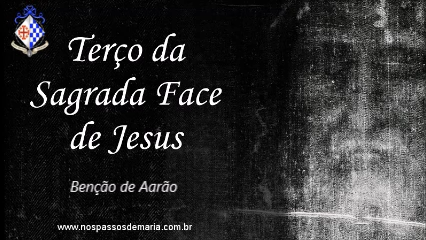 Terço da
Sagrada Face
de Jesus
Benção de Aarão
www.nospassosdemaria.com.br